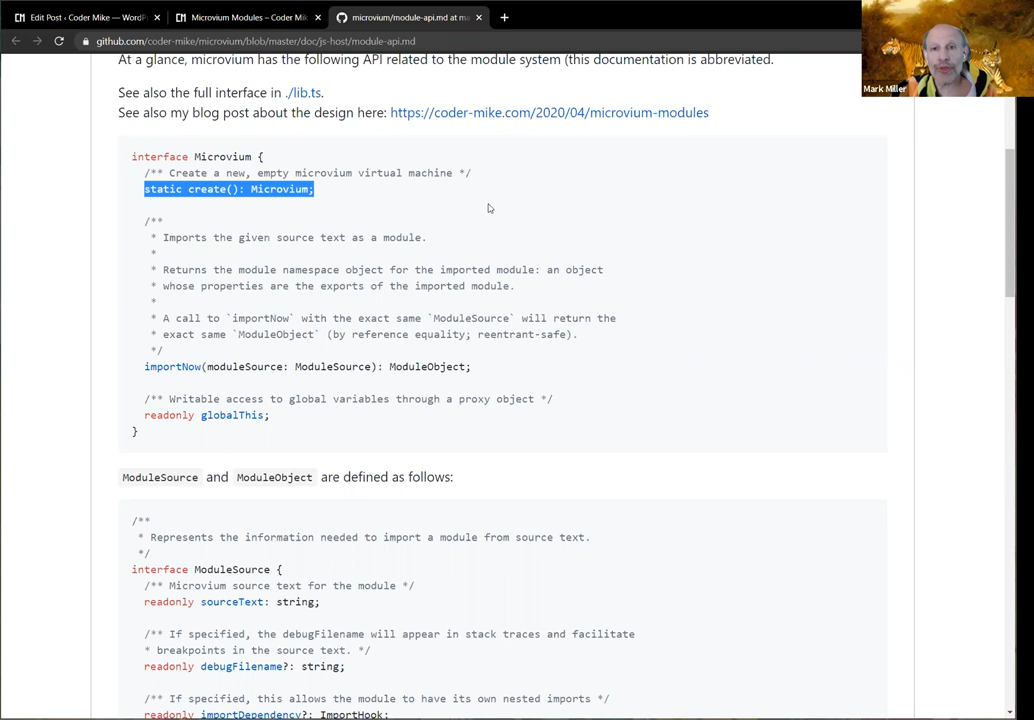 Edit Post ‹ Coder Mike — WordP
Microvium Modules – Coder Mik
microvium/module-api.md at ma
github.com/coder-mike/microvium/blob/master/doc/js-host/module-api.md
Mark Miller
At a glance, microvium has the following API related to the module system (this documentation is abbreviated.
See also the full interface in ./lib.ts.
See also my blog post about the design here: https://coder-mike.com/2020/04/microvium-modules
interface Microvium {
/** Create a new, empty microvium virtual machine */
static create(): Microvium;
/**
* Imports the given source text as a module.
*
* Returns the module namespace object for the imported module: an object
* whose properties are the exports of the imported module.
*
* A call to `importNow` with the exact same `ModuleSource` will return the
* exact same `ModuleObject` (by reference equality; reentrant-safe).
*/
importNow(moduleSource: ModuleSource): ModuleObject;
/** Writable access to global variables through a proxy object */
readonly globalThis;
}
ModuleSource and ModuleObject are defined as follows:
/**
* Represents the information needed to import a module from source text.
*/
interface ModuleSource {
/** Microvium source text for the module */
readonly sourceText: string;
/** If specified, the debugFilename will appear in stack traces and facilitate
* breakpoints in the source text. */
readonly debugFilename?: string;
/** If specified, this allows the module to have its own nested imports */
readonly importDependency?: ImportHook;